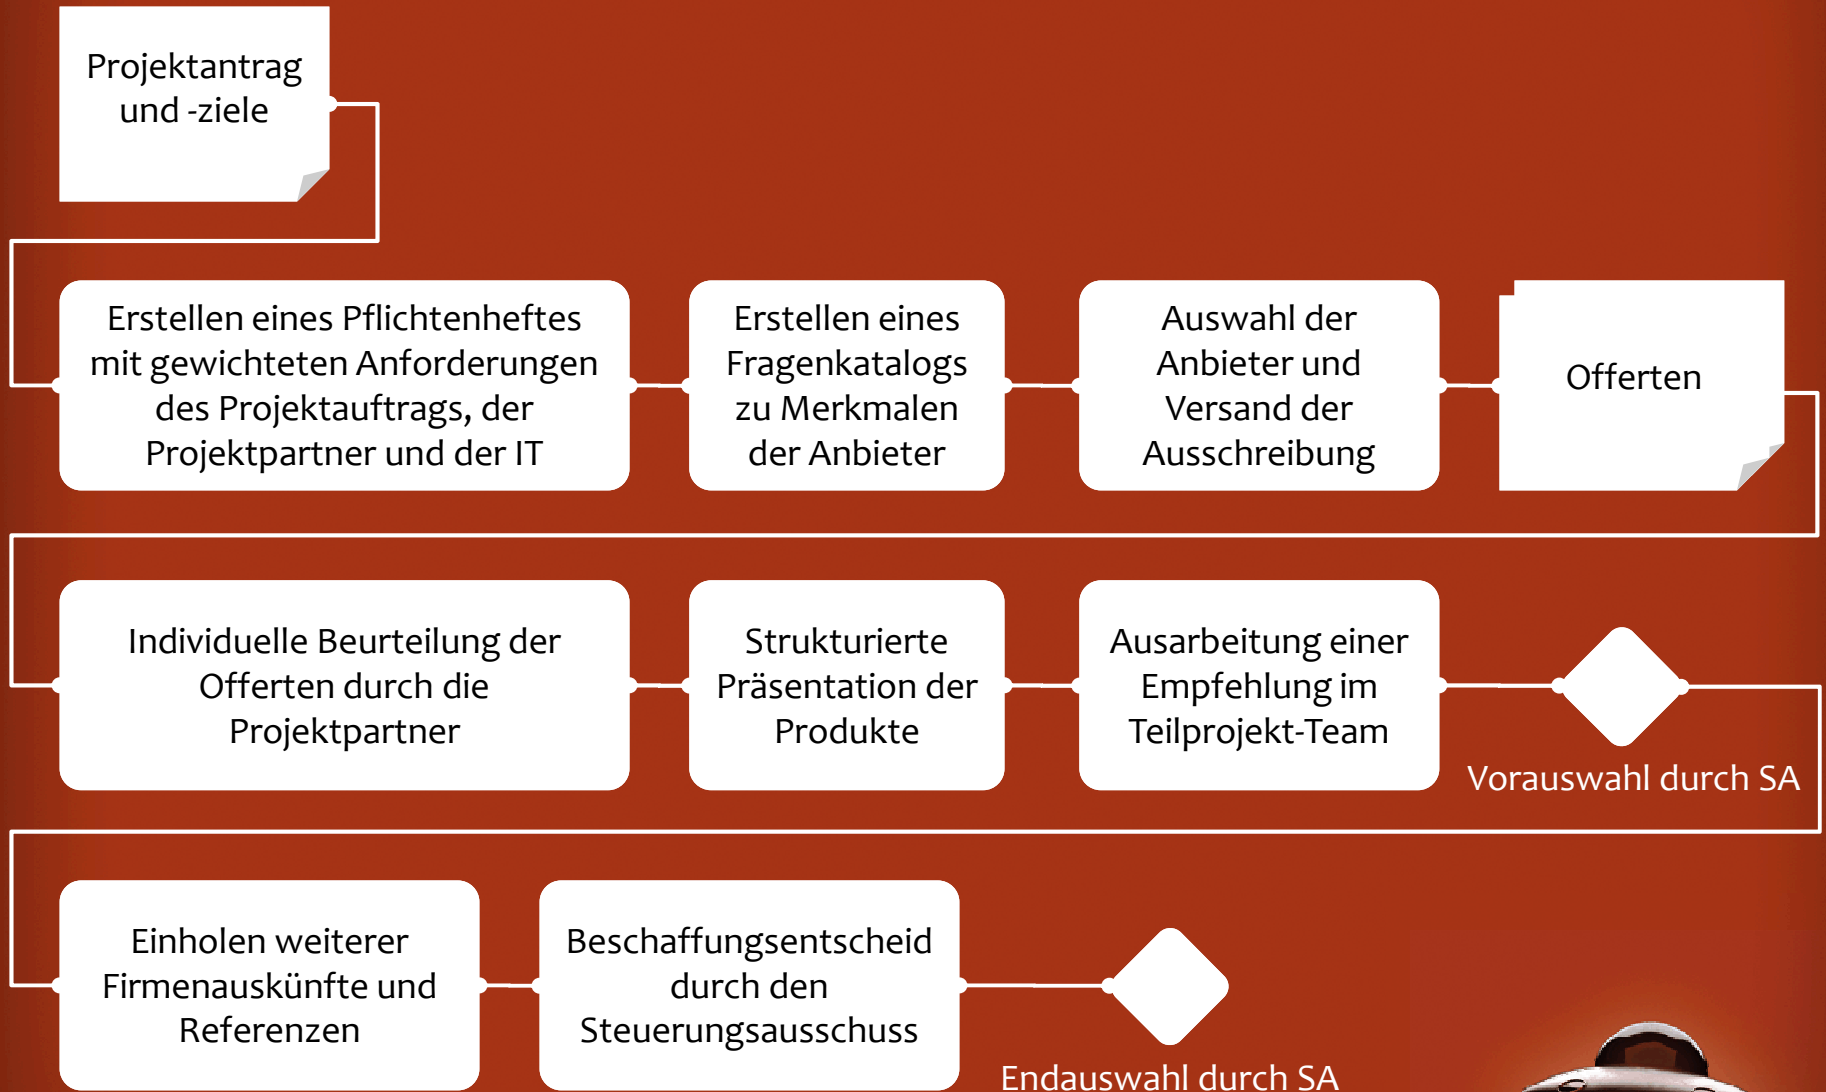 Projektantrag
und -ziele
Erstellen eines Pflichtenheftes
mit gewichteten Anforderungen
des Projektauftrags, der
Projektpartner und der IT
Erstellen eines
Fragenkatalogs
zu Merkmalen
der Anbieter
Auswahl der
Anbieter und
Versand der
Ausschreibung
Offerten
Individuelle Beurteilung der
Offerten durch die
Projektpartner
Strukturierte
Präsentation der
Produkte
Ausarbeitung einer
Empfehlung im
Teilprojekt-Team
Vorauswahl durch SA
Einholen weiterer
Firmenauskünfte und
Referenzen
Beschaffungsentscheid
durch den
Steuerungsausschuss
Endauswahl durch SA